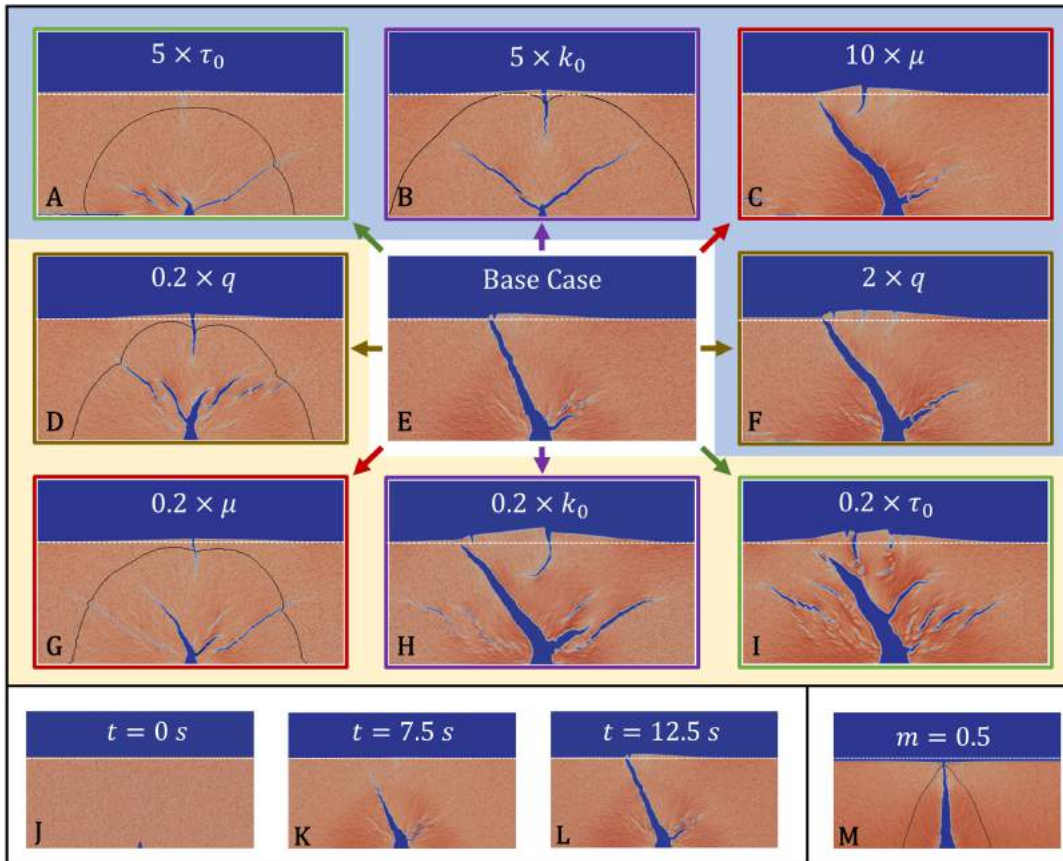 5 × τ₀
5 × k₀
10 × μ
A
B
C
0.2 × q
Base Case
2 × q
D
E
F
0.2 × μ
0.2 × k₀
0.2 × τ₀
G
H
I
t = 0 s
t = 7.5 s
t = 12.5 s
m = 0.5
J
K
L
M